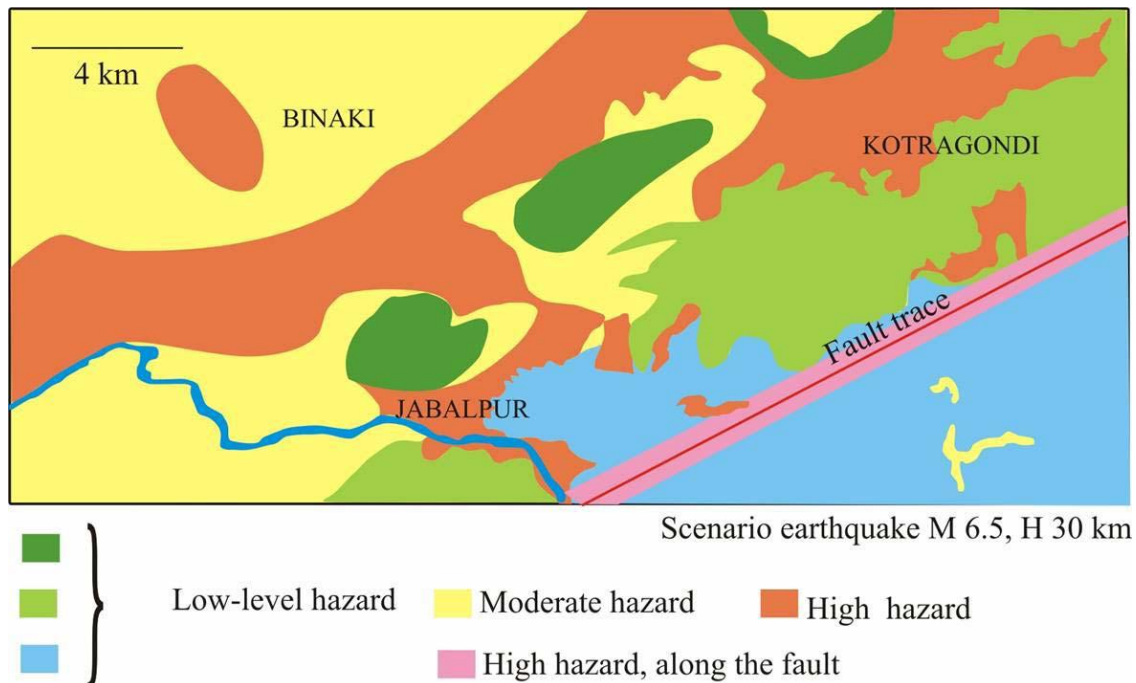 4 km
BINAKI
KOTRAGONDI
Fault trace
JABALPUR
Scenario earthquake M 6.5, H 30 km
Low-level hazard
Moderate hazard
High hazard
High hazard, along the fault